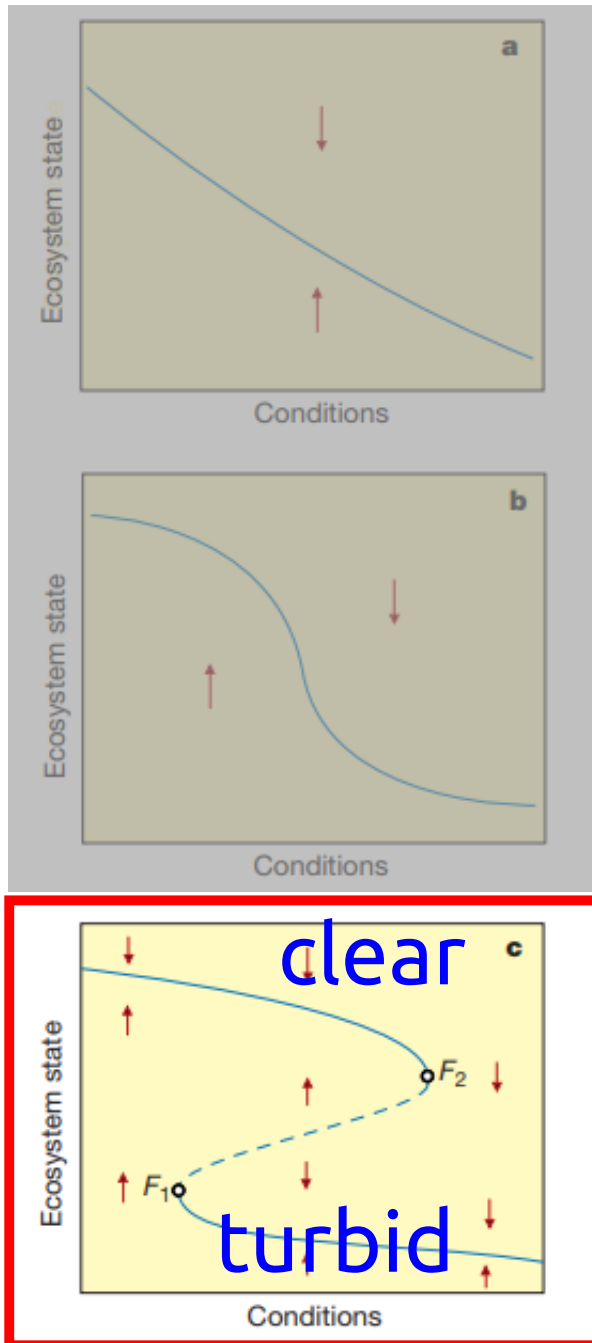 a
Ecosystem state
Conditions
b
Ecosystem state
Conditions
clear
c
F2
Ecosystem state
F1
turbid
Conditions